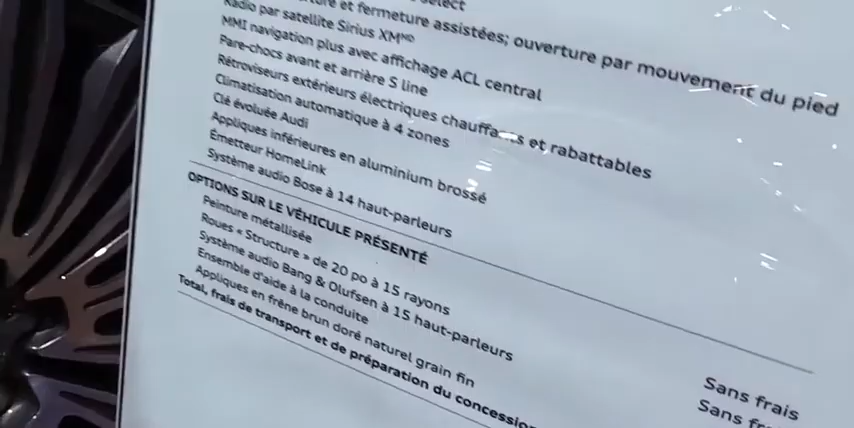 select
et fermeture assistées; ouverture par mouvement du pied
Radio par satellite Sirius XMᴹᴰ
MMI navigation plus avec affichage ACL central
Pare-chocs avant et arrière S line
Rétroviseurs extérieurs électriques chauffants et rabattables
Climatisation automatique à 4 zones
Clé évoluée Audi
Appliques inférieures en aluminium brossé
Émetteur HomeLink
Système audio Bose à 14 haut-parleurs
OPTIONS SUR LE VÉHICULE PRÉSENTÉ
Peinture métallisée
Roues « Structure » de 20 po à 15 rayons
Système audio Bang & Olufsen à 15 haut-parleurs
Ensemble d'aide à la conduite
Appliques en frêne brun doré naturel grain fin
Total, frais de transport et de préparation du concession
Sans frais
Sans